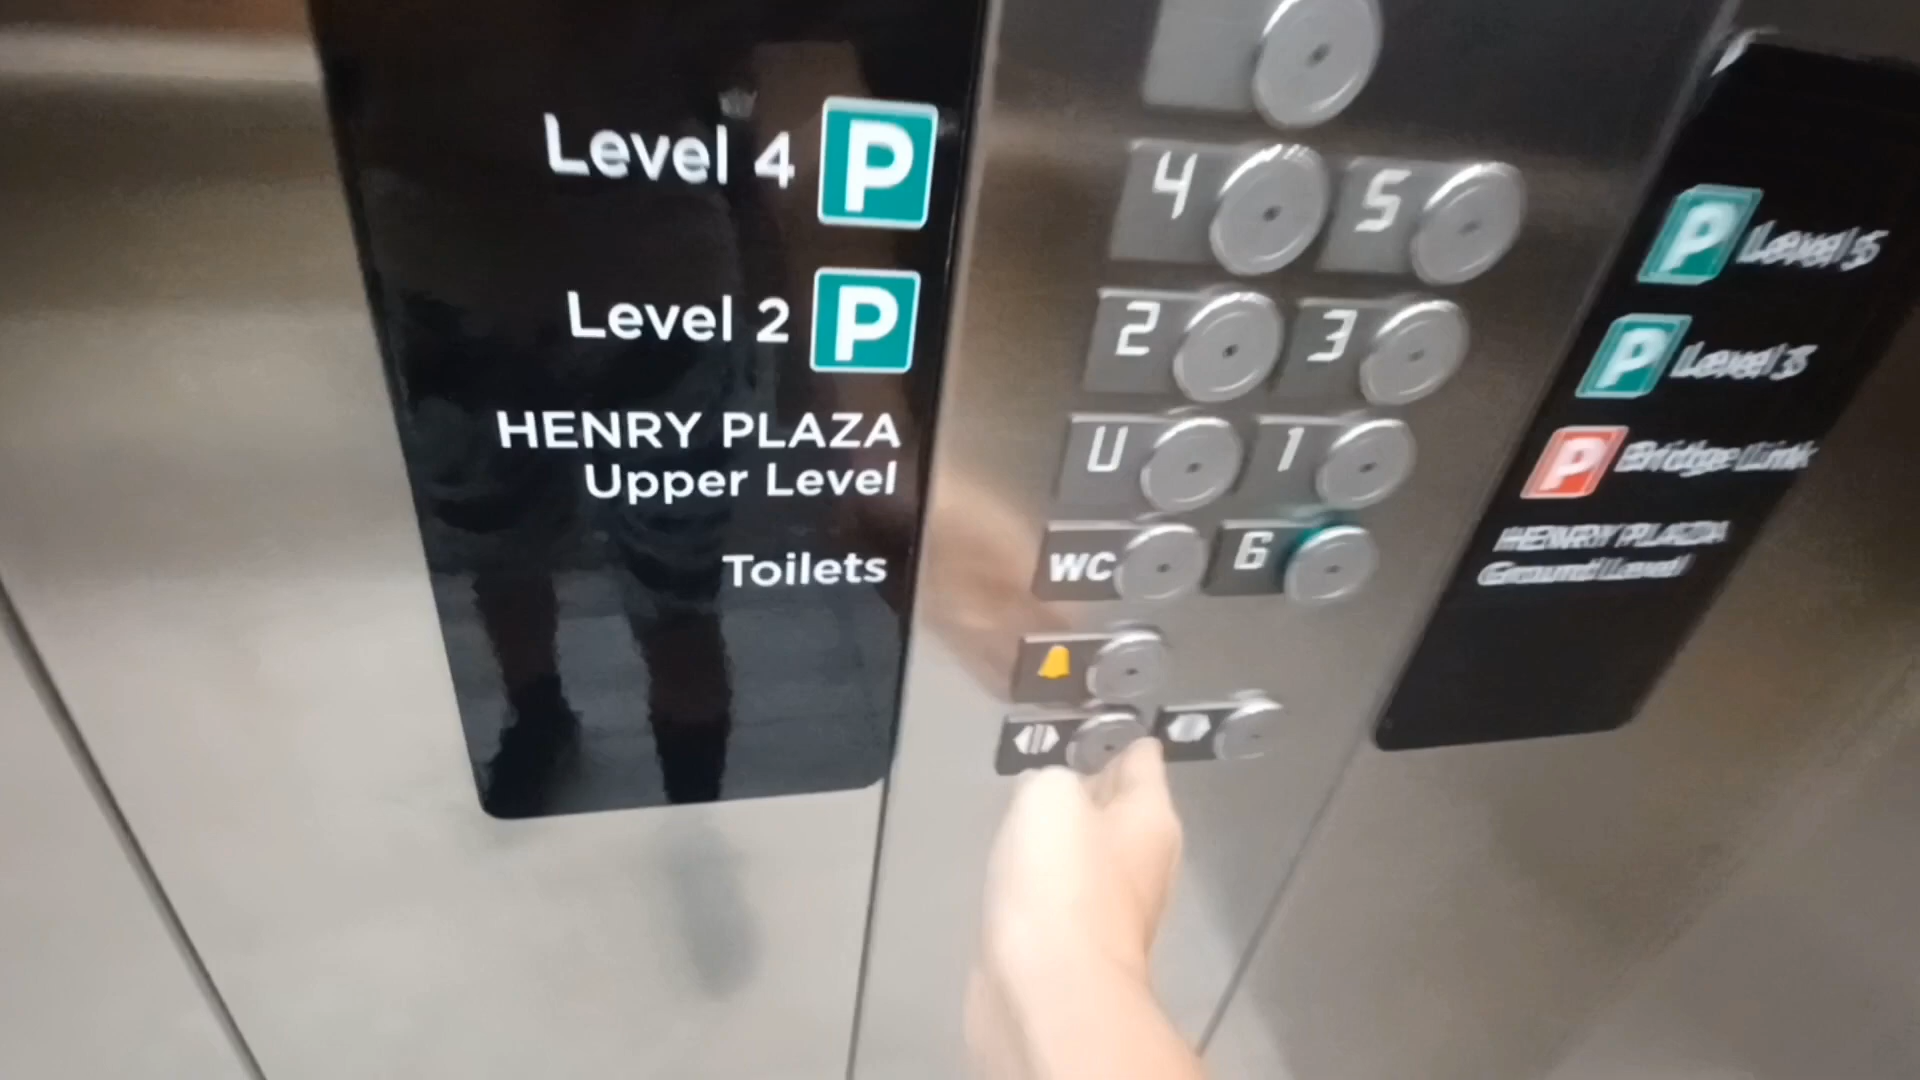 Level 4 P
Level 2 P
HENRY PLAZA
Upper Level
Toilets
4 5
2 3
U 1
WC 6
P Level 5
P Level 3
P Bridge Link
HENRY PLAZA
Ground Level